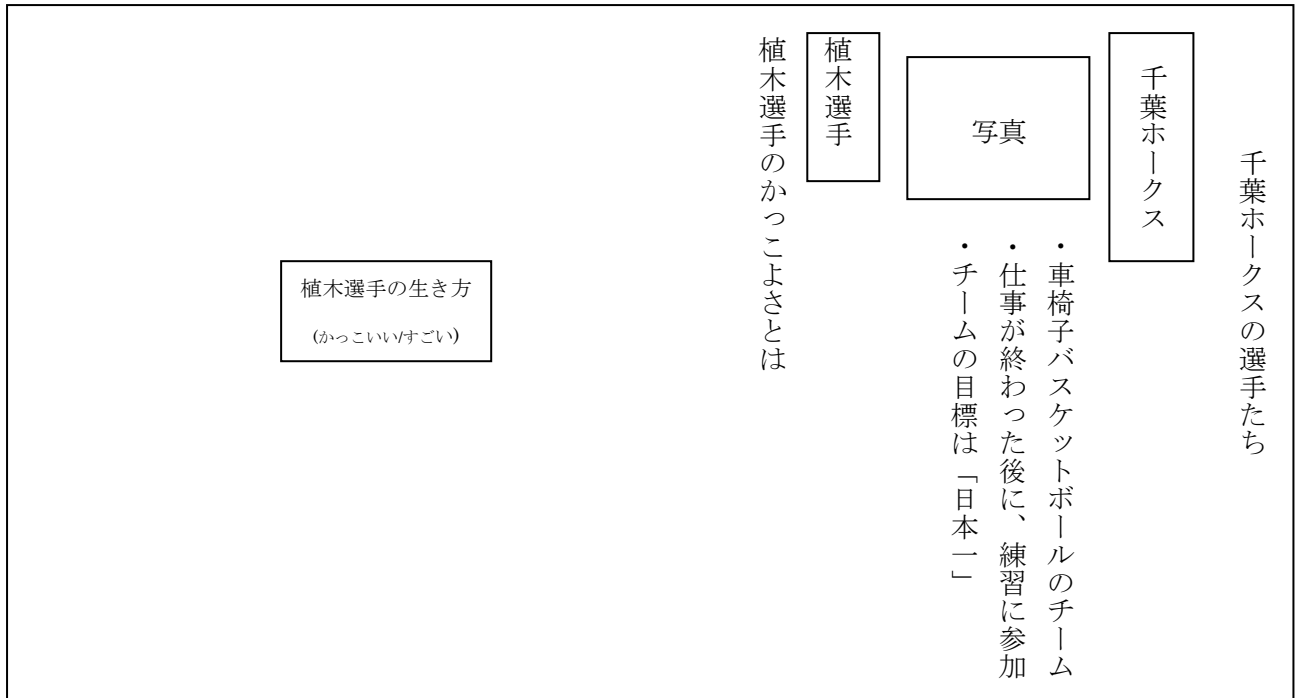 千葉ホークスの選手たち
千葉ホークス
写真
・車椅子バスケットボールのチーム
・仕事が終わった後に、練習に参加
・チームの目標は「日本一」
植木選手
植木選手のかっこよさとは
植木選手の生き方
(かっこいい/すごい)